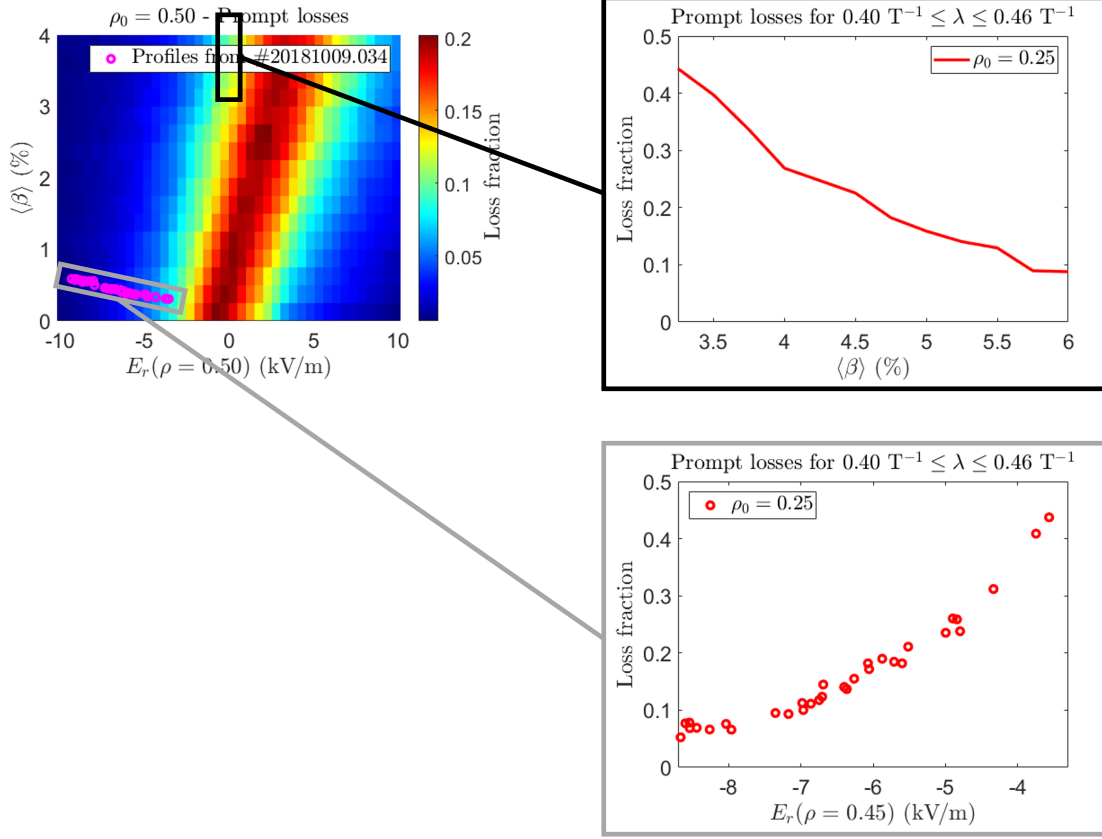 ρ₀ = 0.50 - Prompt losses
Profiles from #20181009.034
4
3
2
1
0
⟨β⟩ (%)
-10
-5
0
5
10
E_r(ρ = 0.50) (kV/m)
0.2
0.15
0.1
0.05
Loss fraction
Prompt losses for 0.40 T⁻¹ ≤ λ ≤ 0.46 T⁻¹
ρ₀ = 0.25
0.5
0.4
0.3
0.2
0.1
0
Loss fraction
3.5
4
4.5
5
5.5
6
⟨β⟩ (%)
Prompt losses for 0.40 T⁻¹ ≤ λ ≤ 0.46 T⁻¹
ρ₀ = 0.25
0.5
0.4
0.3
0.2
0.1
0
Loss fraction
-8
-7
-6
-5
-4
E_r(ρ = 0.45) (kV/m)